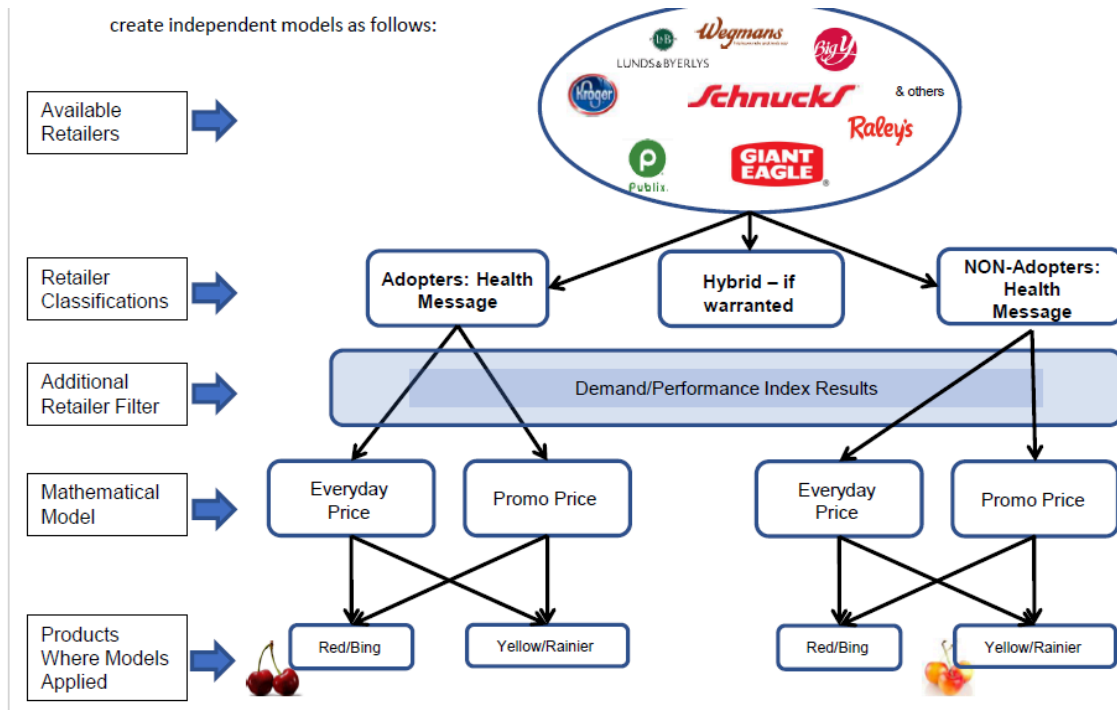 create independent models as follows:
L&B
LUNDS & BYERLYS
Wegmans
Big Y
Kroger
Schnucks
& others
Raley's
Publix.
GIANT
EAGLE
®
Available
Retailers
Retailer
Classifications
Adopters: Health
Message
Hybrid – if
warranted
NON-Adopters:
Health
Message
Additional
Retailer Filter
Demand/Performance Index Results
Mathematical
Model
Everyday
Price
Promo Price
Everyday
Price
Promo Price
Products
Where Models
Applied
Red/Bing
Yellow/Rainier
Red/Bing
Yellow/Rainier